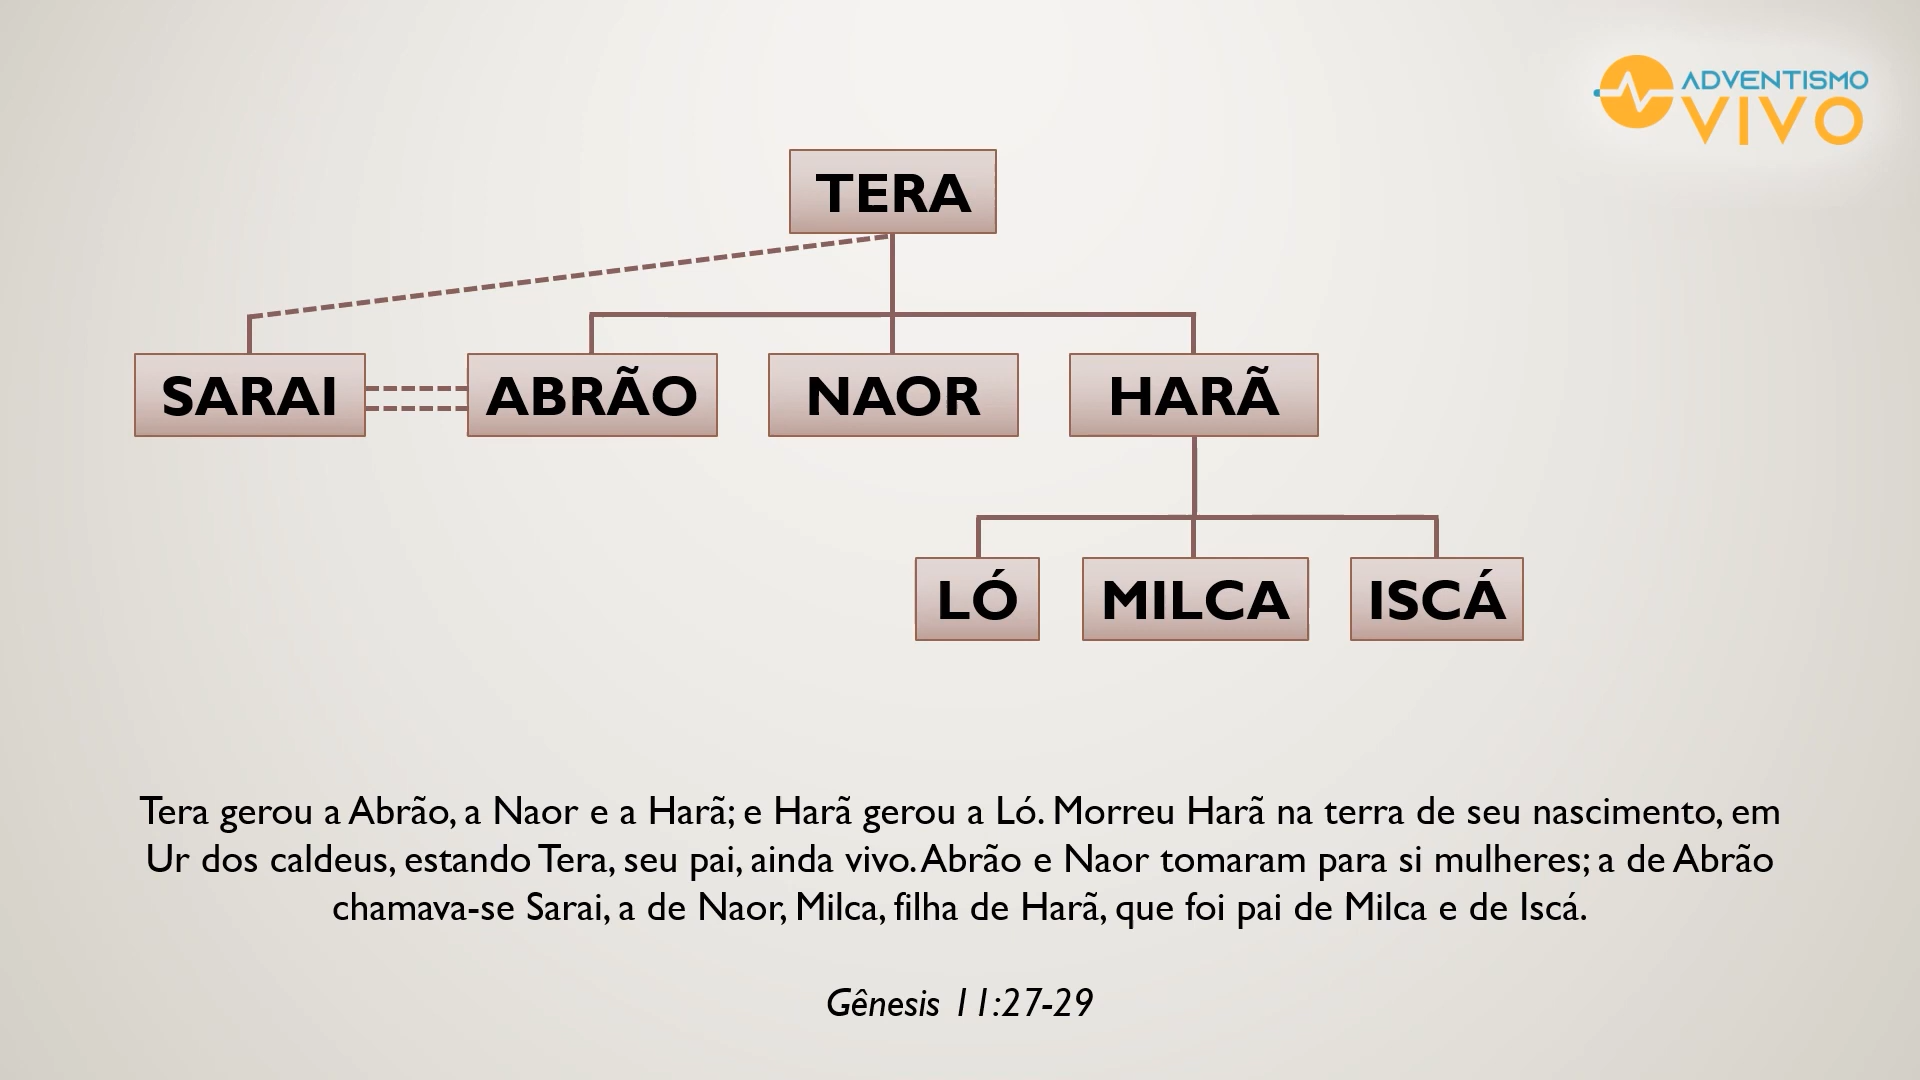 ADVENTISMO
VIVO
TERA
SARAI
ABRÃO
NAOR
HARÃ
LÓ
MILCA
ISCÁ
Tera gerou a Abrão, a Naor e a Harã; e Harã gerou a Ló. Morreu Harã na terra de seu nascimento, em
Ur dos caldeus, estando Tera, seu pai, ainda vivo. Abrão e Naor tomaram para si mulheres; a de Abrão
chamava-se Sarai, a de Naor, Milca, filha de Harã, que foi pai de Milca e de Iscá.
Gênesis 11:27-29